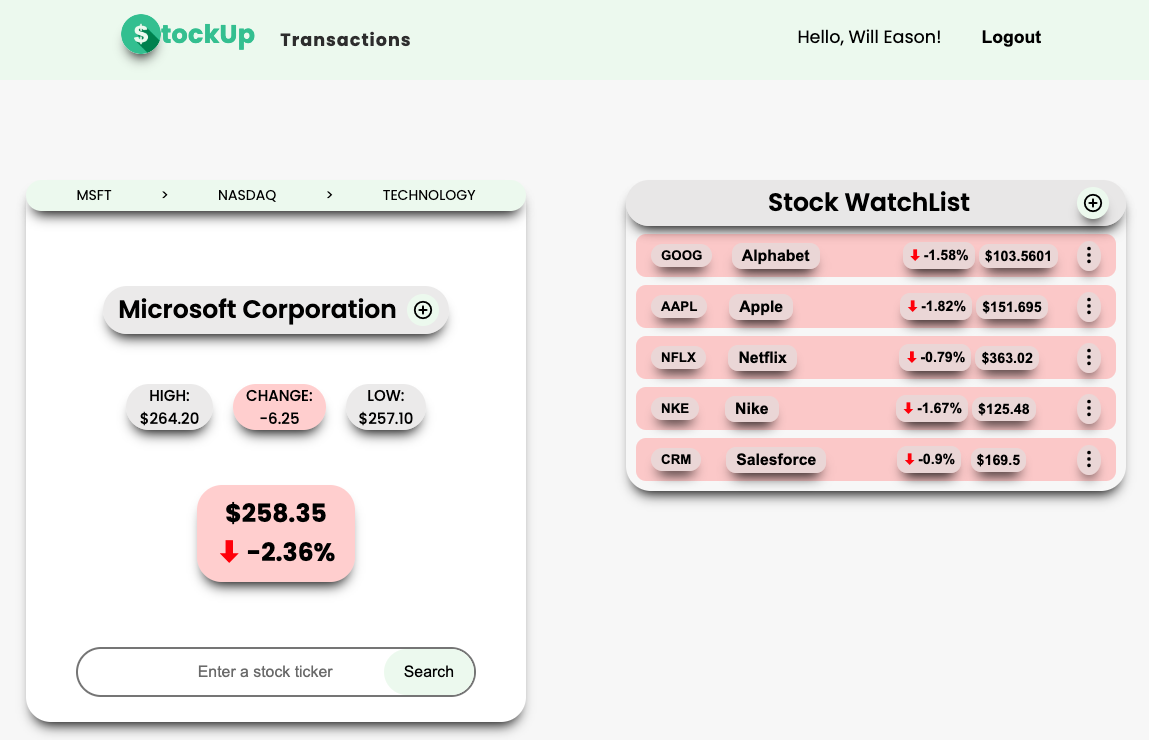 $tockUp
Transactions
Hello, Will Eason!
Logout
MSFT > NASDAQ > TECHNOLOGY
Microsoft Corporation
HIGH:
$264.20
CHANGE:
-6.25
LOW:
$257.10
$258.35
-2.36%
Enter a stock ticker
Search
Stock WatchList
GOOG Alphabet -1.58% $103.5601
AAPL Apple -1.82% $151.695
NFLX Netflix -0.79% $363.02
NKE Nike -1.67% $125.48
CRM Salesforce -0.9% $169.5